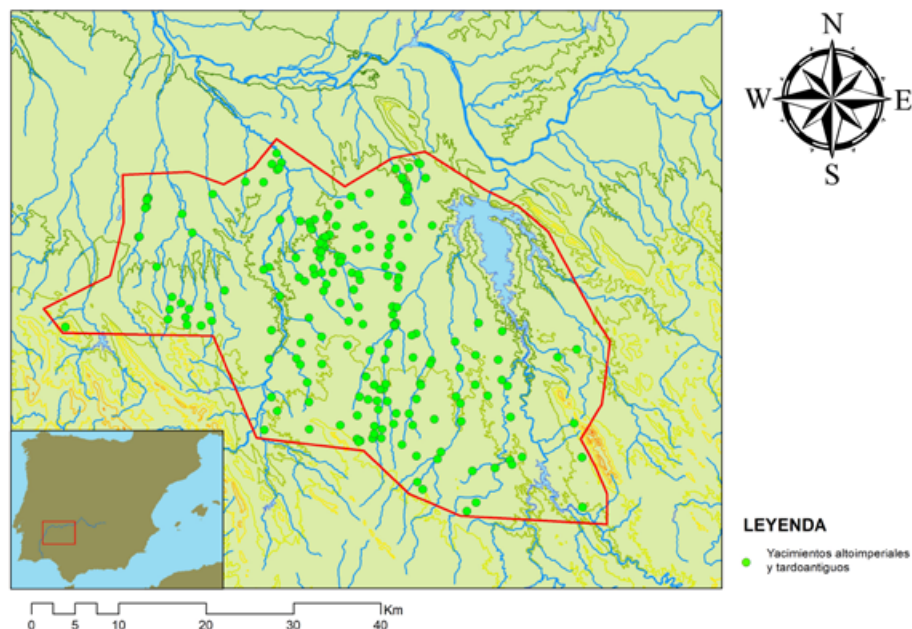 N
W E
S
LEYENDA
Yacimientos altoimperiales
y tardoantiguos
Km
0 5 10 20 30 40